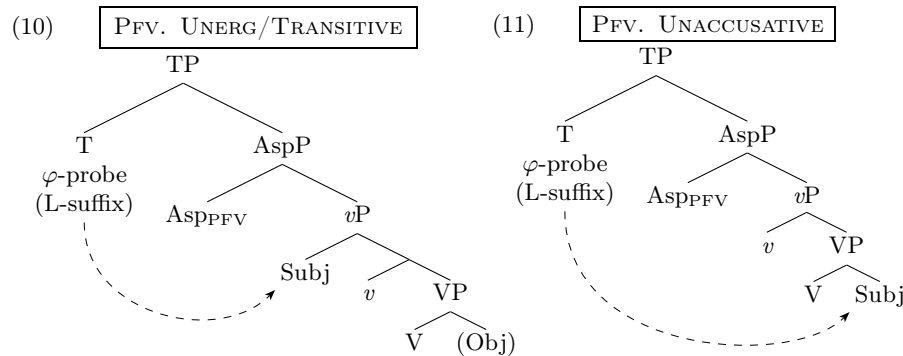 (10) PFV. UNERG/TRANSITIVE
TP
T AspP
φ-probe
(L-suffix)
AspPFV vP
Subj
v VP
V (Obj)
(11) PFV. UNACCUSATIVE
TP
T AspP
φ-probe
(L-suffix)
AspPFV vP
v VP
V Subj